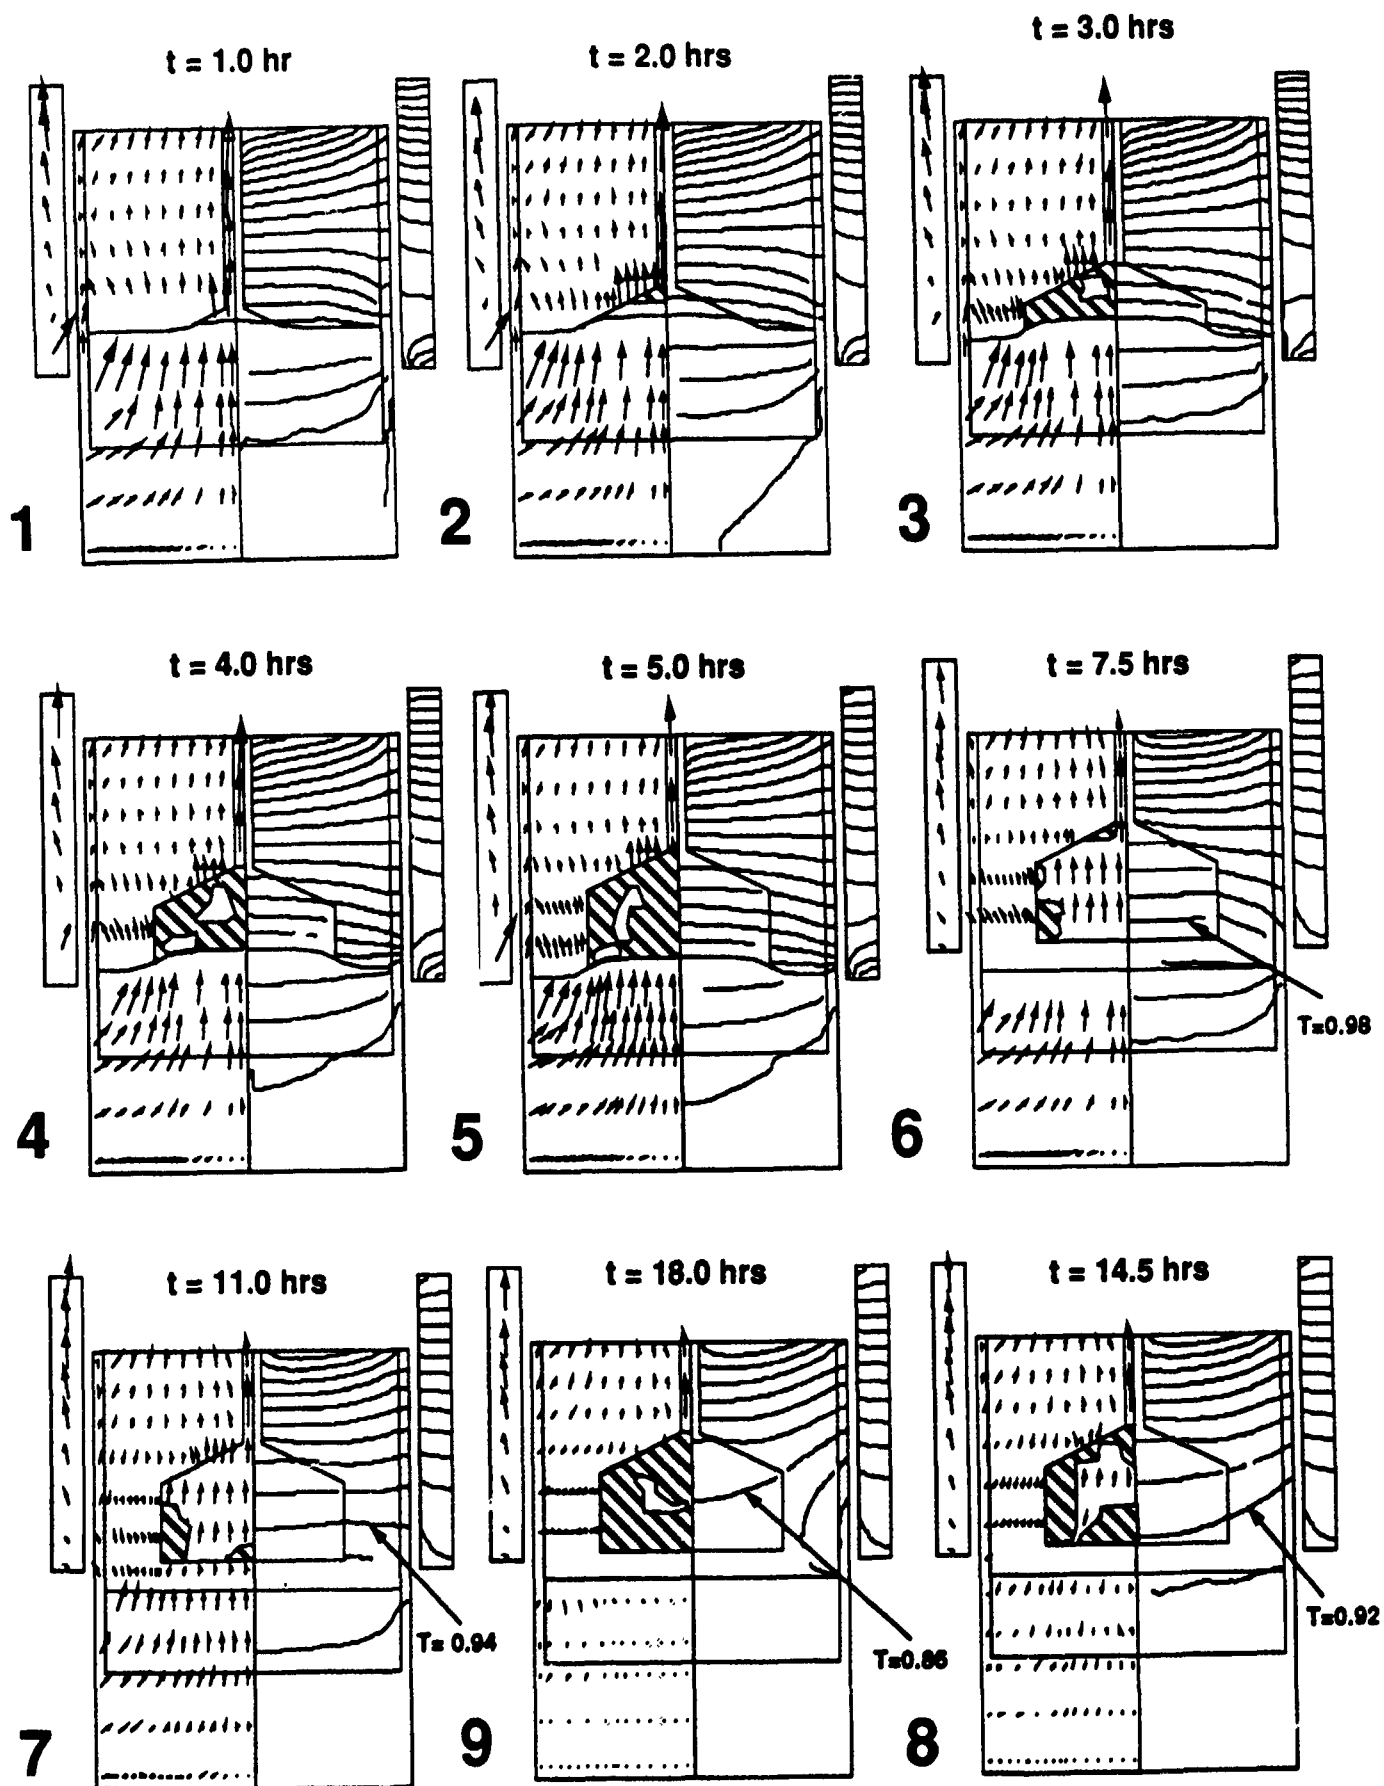 t = 1.0 hr
t = 2.0 hrs
t = 3.0 hrs
1
2
3
t = 4.0 hrs
t = 5.0 hrs
t = 7.5 hrs
T=0.98
4
5
6
t = 11.0 hrs
t = 18.0 hrs
t = 14.5 hrs
T= 0.94
T=0.86
T=0.92
7
9
8